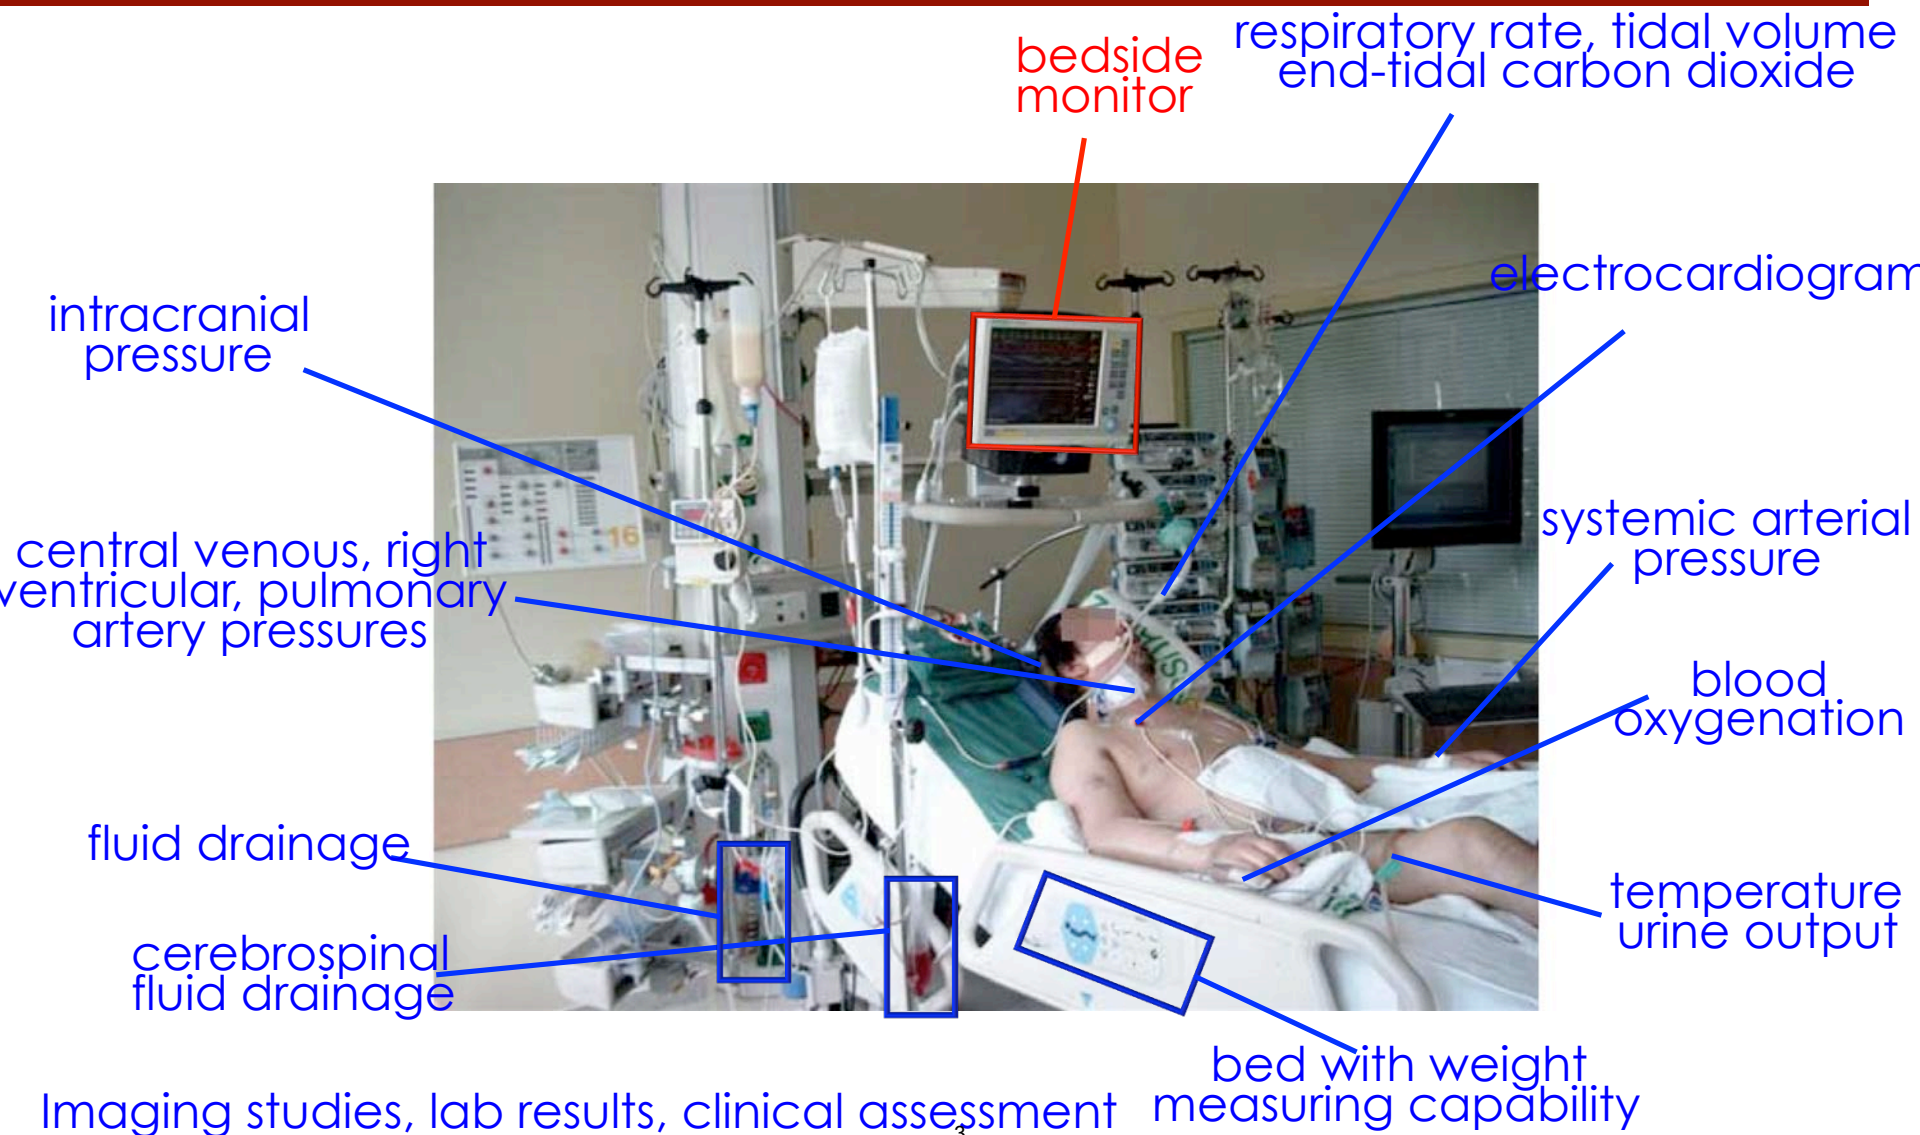 bedside
monitor
respiratory rate, tidal volume
end-tidal carbon dioxide
electrocardiogram
intracranial
pressure
systemic arterial
pressure
central venous, right
ventricular, pulmonary
artery pressures
16
blood
oxygenation
fluid drainage
temperature
urine output
cerebrospinal
fluid drainage
bed with weight
measuring capability
Imaging studies, lab results, clinical assessment
3